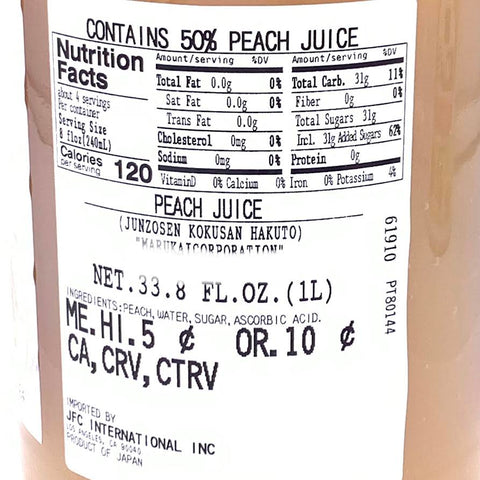 CONTAINS 50% PEACH JUICE
Nutrition
Facts
about 4 servings
Per container
Serving Size
8 floz(240mL)
Calories
per serving 120
Amount/serving %DV
Total Fat 0.0g 0%
Sat Fat 0.0g 0%
Trans Fat 0.0g
Cholesterol 0mg 0%
Sodium 0mg 0%
Amount/serving %DV
Total Carb. 31g 11%
Fiber 0g 0%
Total Sugars 31g
Incl. 31g Added Sugars 62%
Protein 0g
VitaminD 0% Calcium 0% Iron 0% Potassium 4%
PEACH JUICE
(JUNZOSEN KOKUSAN HAKUTO)
"MARUKAICORPORATION"
NET.33.8 FL.OZ.(1L)
INGREDIENTS:PEACH, WATER, SUGAR, ASCORBIC ACID.
ME.HI.5 ¢ OR.10 ¢
CA, CRV, CTRV
IMPORTED BY
JFC INTERNATIONAL INC
LOS ANGELES, CA 90040
PRODUCT OF JAPAN
61910 PT80144